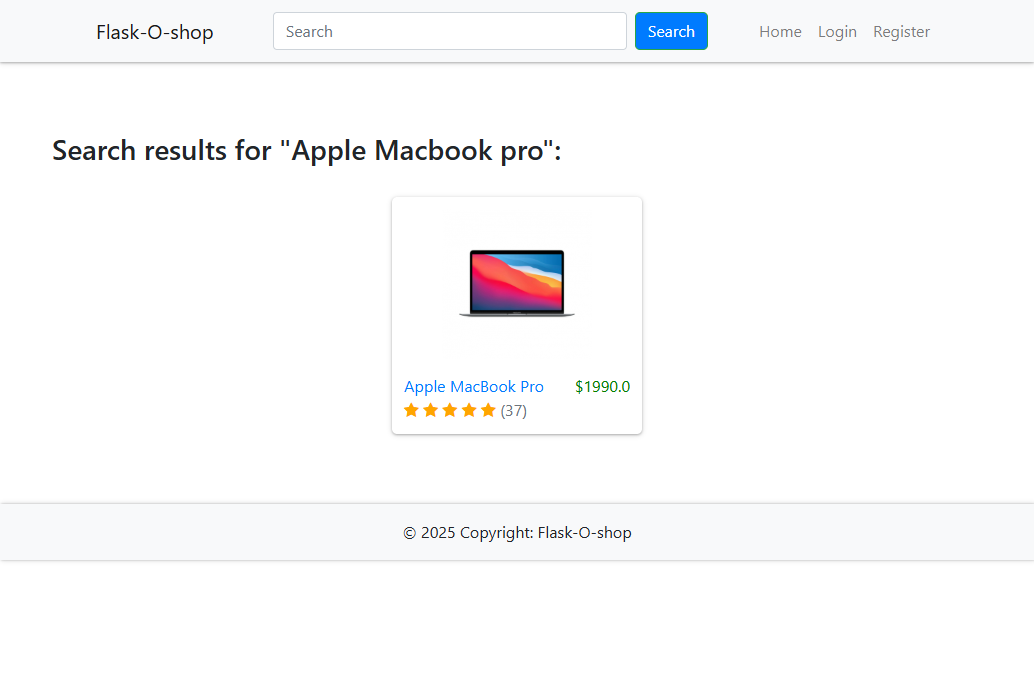 Flask-O-shop
Search
Search
Home
Login
Register
Search results for "Apple Macbook pro":
Apple MacBook Pro
$1990.0
(37)
© 2025 Copyright: Flask-O-shop